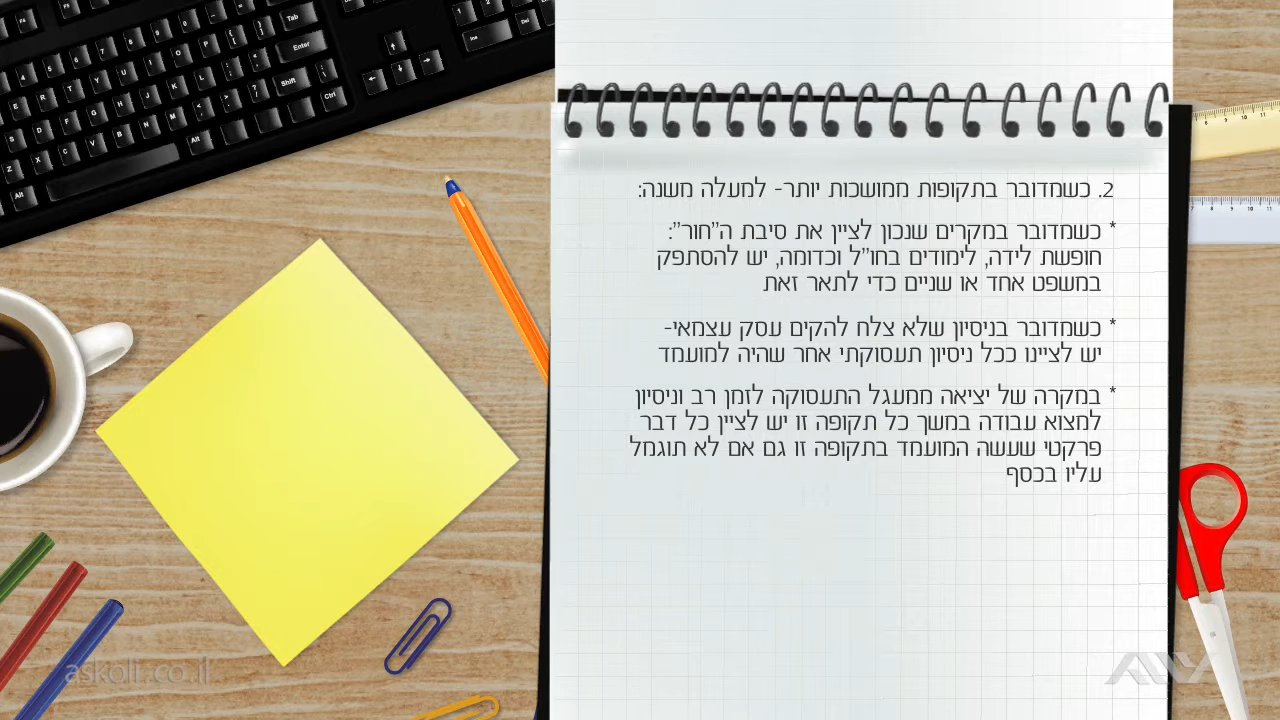 2. כשמדובר בתקופות ממושכות יותר- למעלה משנה:
* כשמדובר במקרים שנכון לציין את סיבת ה"חור":
חופשת לידה, לימודים בחו"ל וכדומה, יש להסתפק
במשפט אחד או שניים כדי לתאר זאת
* כשמדובר בניסיון שלא צלח להקים עסק עצמאי-
יש לציינו ככל ניסיון תעסוקתי אחר שהיה למועמד
* במקרה של יציאה ממעגל התעסוקה לזמן רב וניסיון
למצוא עבודה במשך כל תקופה זו יש לציין כל דבר
פרקטי שעשה המועמד בתקופה זו גם אם לא תוגמל
עליו בכסף
askoli.co.il